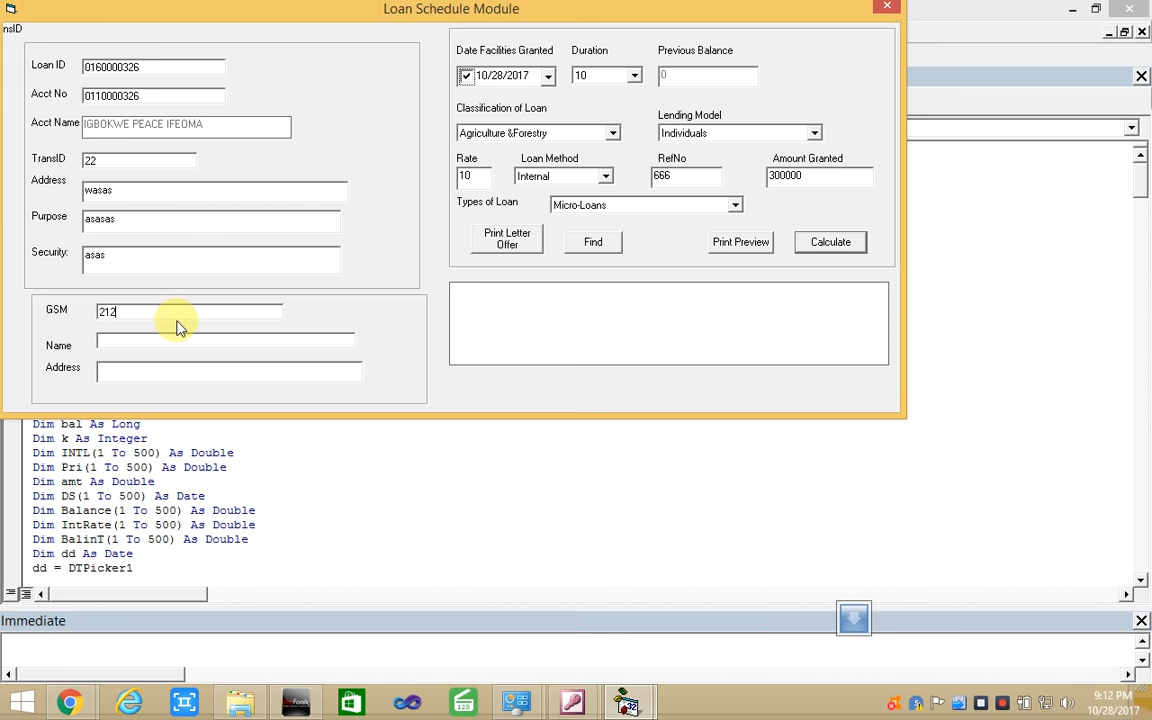 Loan Schedule Module
nsID
Loan ID 0160000326
Acct No 0110000326
Acct Name IGBOKWE PEACE IFEOMA
TransID 22
Address wasas
Purpose asasas
Security: asas
GSM 212
Name
Address
Date Facilities Granted Duration Previous Balance
10/28/2017 10 0
Classification of Loan Lending Model
Agriculture &Forestry Individuals
Rate Loan Method RefNo Amount Granted
10 Internal 666 300000
Types of Loan Micro-Loans
Print Letter
Offer
Find Print Preview Calculate
Dim bal As Long
Dim k As Integer
Dim INTL(1 To 500) As Double
Dim Pri(1 To 500) As Double
Dim amt As Double
Dim DS(1 To 500) As Date
Dim Balance(1 To 500) As Double
Dim IntRate(1 To 500) As Double
Dim BalinT(1 To 500) As Double
Dim dd As Date
dd = DTPicker1
Immediate
9:12 PM
10/28/2017